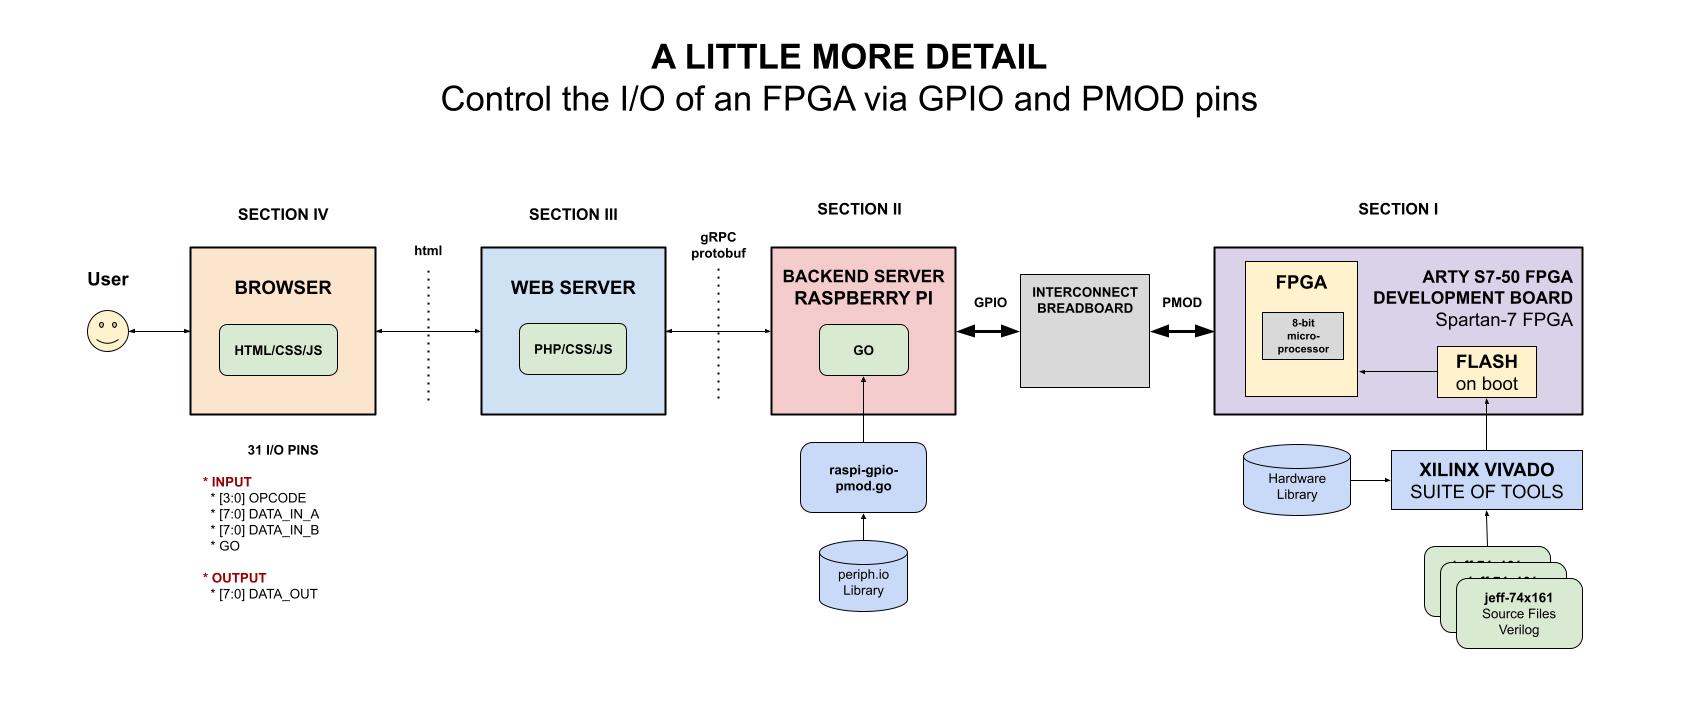 A LITTLE MORE DETAIL
Control the I/O of an FPGA via GPIO and PMOD pins
SECTION IV
SECTION III
SECTION II
SECTION I
User
BROWSER
HTML/CSS/JS
html
WEB SERVER
PHP/CSS/JS
gRPC
protobuf
BACKEND SERVER
RASPBERRY PI
GO
GPIO
INTERCONNECT
BREADBOARD
PMOD
FPGA
8-bit
micro-
processor
ARTY S7-50 FPGA
DEVELOPMENT BOARD
Spartan-7 FPGA
FLASH
on boot
31 I/O PINS
* INPUT
* [3:0] OPCODE
* [7:0] DATA_IN_A
* [7:0] DATA_IN_B
* GO
* OUTPUT
* [7:0] DATA_OUT
raspi-gpio-
pmod.go
periph.io
Library
Hardware
Library
XILINX VIVADO
SUITE OF TOOLS
jeff-74x161
Source Files
Verilog